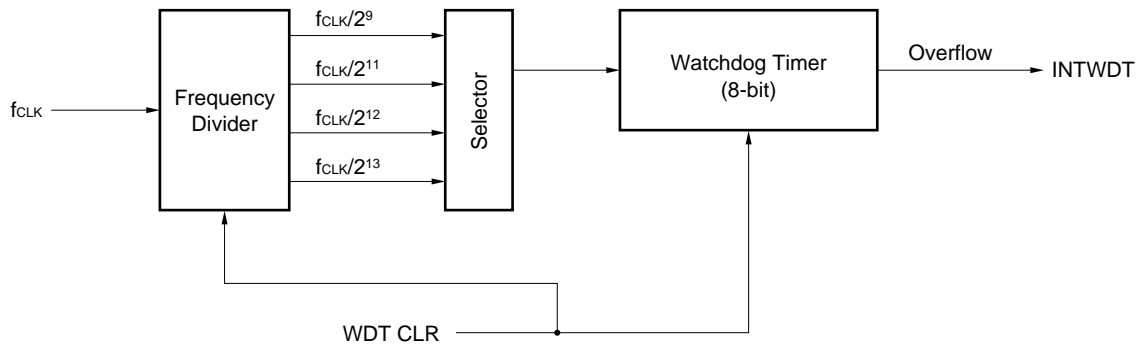 fCLK
Frequency
Divider
fCLK/2⁹
fCLK/2¹¹
fCLK/2¹²
fCLK/2¹³
Selector
Watchdog Timer
(8-bit)
Overflow
INTWDT
WDT CLR